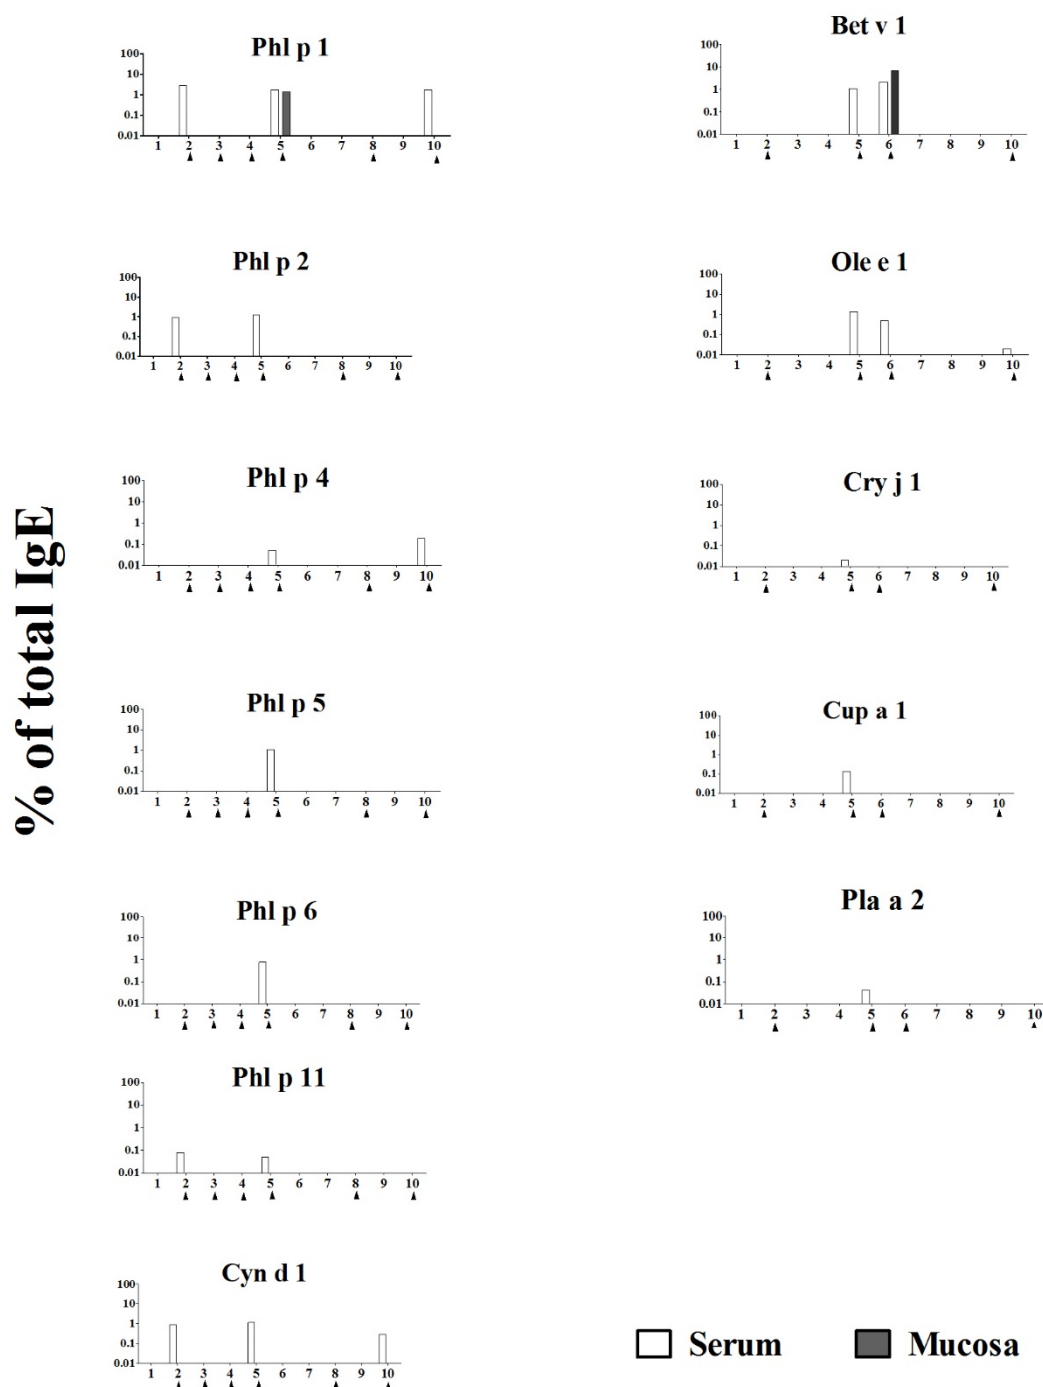 % of total IgE
Phl p 1
100
10
1
0.1
0.01
1 2 3 4 5 6 7 8 9 10
Phl p 2
100
10
1
0.1
0.01
1 2 3 4 5 6 7 8 9 10
Phl p 4
100
10
1
0.1
0.01
1 2 3 4 5 6 7 8 9 10
Phl p 5
100
10
1
0.1
0.01
1 2 3 4 5 6 7 8 9 10
Phl p 6
100
10
1
0.1
0.01
1 2 3 4 5 6 7 8 9 10
Phl p 11
100
10
1
0.1
0.01
1 2 3 4 5 6 7 8 9 10
Cyn d 1
100
10
1
0.1
0.01
1 2 3 4 5 6 7 8 9 10
Bet v 1
100
10
1
0.1
0.01
1 2 3 4 5 6 7 8 9 10
Ole e 1
100
10
1
0.1
0.01
1 2 3 4 5 6 7 8 9 10
Cry j 1
100
10
1
0.1
0.01
1 2 3 4 5 6 7 8 9 10
Cup a 1
100
10
1
0.1
0.01
1 2 3 4 5 6 7 8 9 10
Pla a 2
100
10
1
0.1
0.01
1 2 3 4 5 6 7 8 9 10
Serum Mucosa